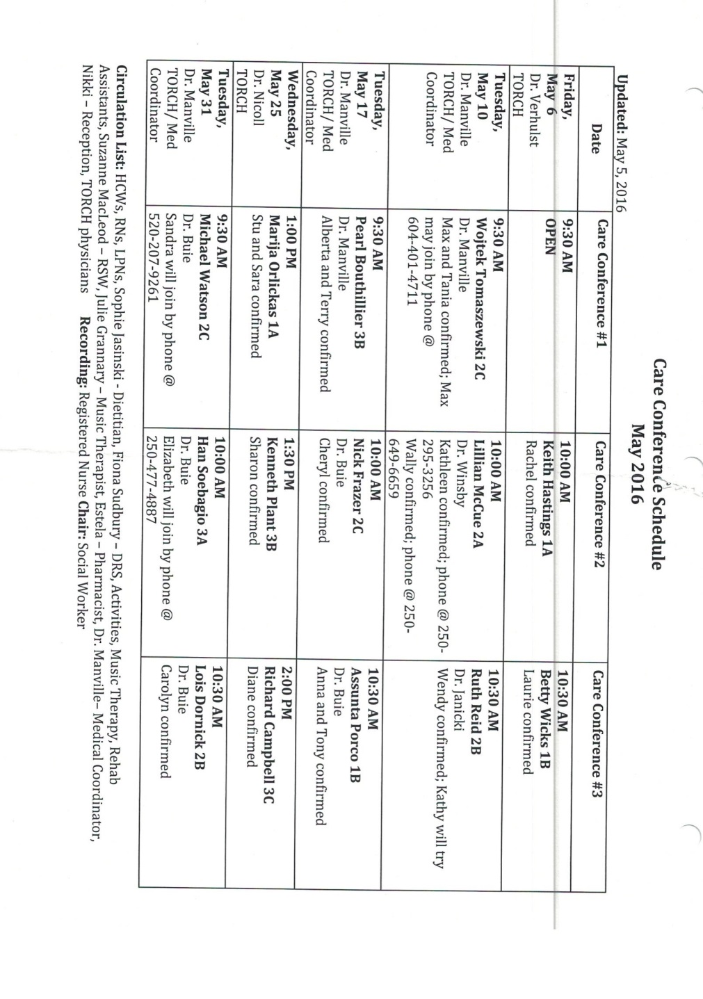 Care Conference Schedule
May 2016
Updated: May 5, 2016
Date
Care Conference #1
Care Conference #2
Care Conference #3
Friday,
May 6
Dr. Verhulst
TORCH
9:30 AM
OPEN
10:00 AM
Keith Hastings 1A
Rachel confirmed
10:30 AM
Betty Wicks 1B
Laurie confirmed
Tuesday,
May 10
Dr. Manville
TORCH/ Med
Coordinator
9:30 AM
Wojtek Tomaszewski 2C
Dr. Manville
Max and Tania confirmed; Max
may join by phone @
604-401-4711
10:00 AM
Lillian McCue 2A
Dr. Winsby
Kathleen confirmed; phone @ 250-
295-3256
Wally confirmed; phone @ 250-
649-6659
10:30 AM
Ruth Reid 2B
Dr. Janicki
Wendy confirmed; Kathy will try
Tuesday,
May 17
Dr. Manville
TORCH/ Med
Coordinator
9:30 AM
Pearl Bouthillier 3B
Dr. Manville
Alberta and Terry confirmed
10:00 AM
Nick Frazer 2C
Dr. Buie
Cheryl confirmed
10:30 AM
Assunta Porco 1B
Dr. Buie
Anna and Tony confirmed
Wednesday,
May 25
Dr. Nicoll
TORCH
1:00 PM
Marija Orlickas 1A
Stu and Sara confirmed
1:30 PM
Kenneth Plant 3B
Sharon confirmed
2:00 PM
Richard Campbell 3C
Diane confirmed
Tuesday,
May 31
Dr. Manville
TORCH/ Med
Coordinator
9:30 AM
Michael Watson 2C
Dr. Buie
Sandra will join by phone @
520-207-9261
10:00 AM
Han Soebagio 3A
Dr. Buie
Elizabeth will join by phone @
250-477-4887
10:30 AM
Lois Dornick 2B
Dr. Buie
Carolyn confirmed
Circulation List: HCWs, RNs, LPNs, Sophie Jasinski - Dietitian, Fiona Sudbury – DRS, Activities, Music Therapy, Rehab
Assistants, Suzanne MacLeod – RSW, Julie Grannary – Music Therapist, Estela – Pharmacist, Dr. Manville– Medical Coordinator,
Nikki – Reception, TORCH physicians Recording: Registered Nurse Chair: Social Worker